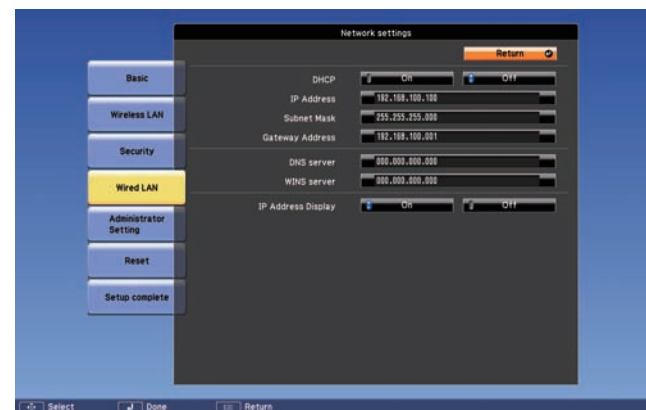 Network settings
Return
Basic
Wireless LAN
Security
Wired LAN
Administrator
Setting
Reset
Setup complete
DHCP On Off
IP Address 192.168.100.100
Subnet Mask 255.255.255.000
Gateway Address 192.168.100.001
DNS server 000.000.000.000
WINS server 000.000.000.000
IP Address Display On Off
Select Done Return